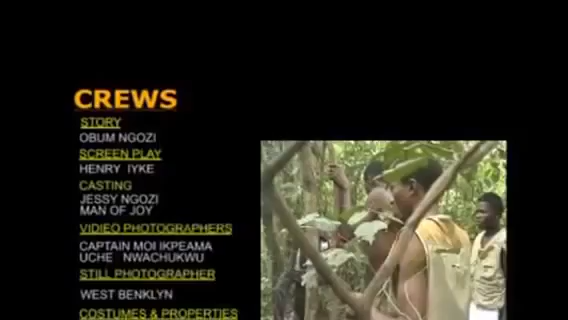 CREWS
STORY
OBUM NGOZI
SCREEN PLAY
HENRY IYKE
CASTING
JESSY NGOZI
MAN OF JOY
VIDEO PHOTOGRAPHERS
CAPTAIN MOI IKPEAMA
UCHE NWACHUKWU
STILL PHOTOGRAPHER
WEST BENKLYN
COSTUMES & PROPERTIES